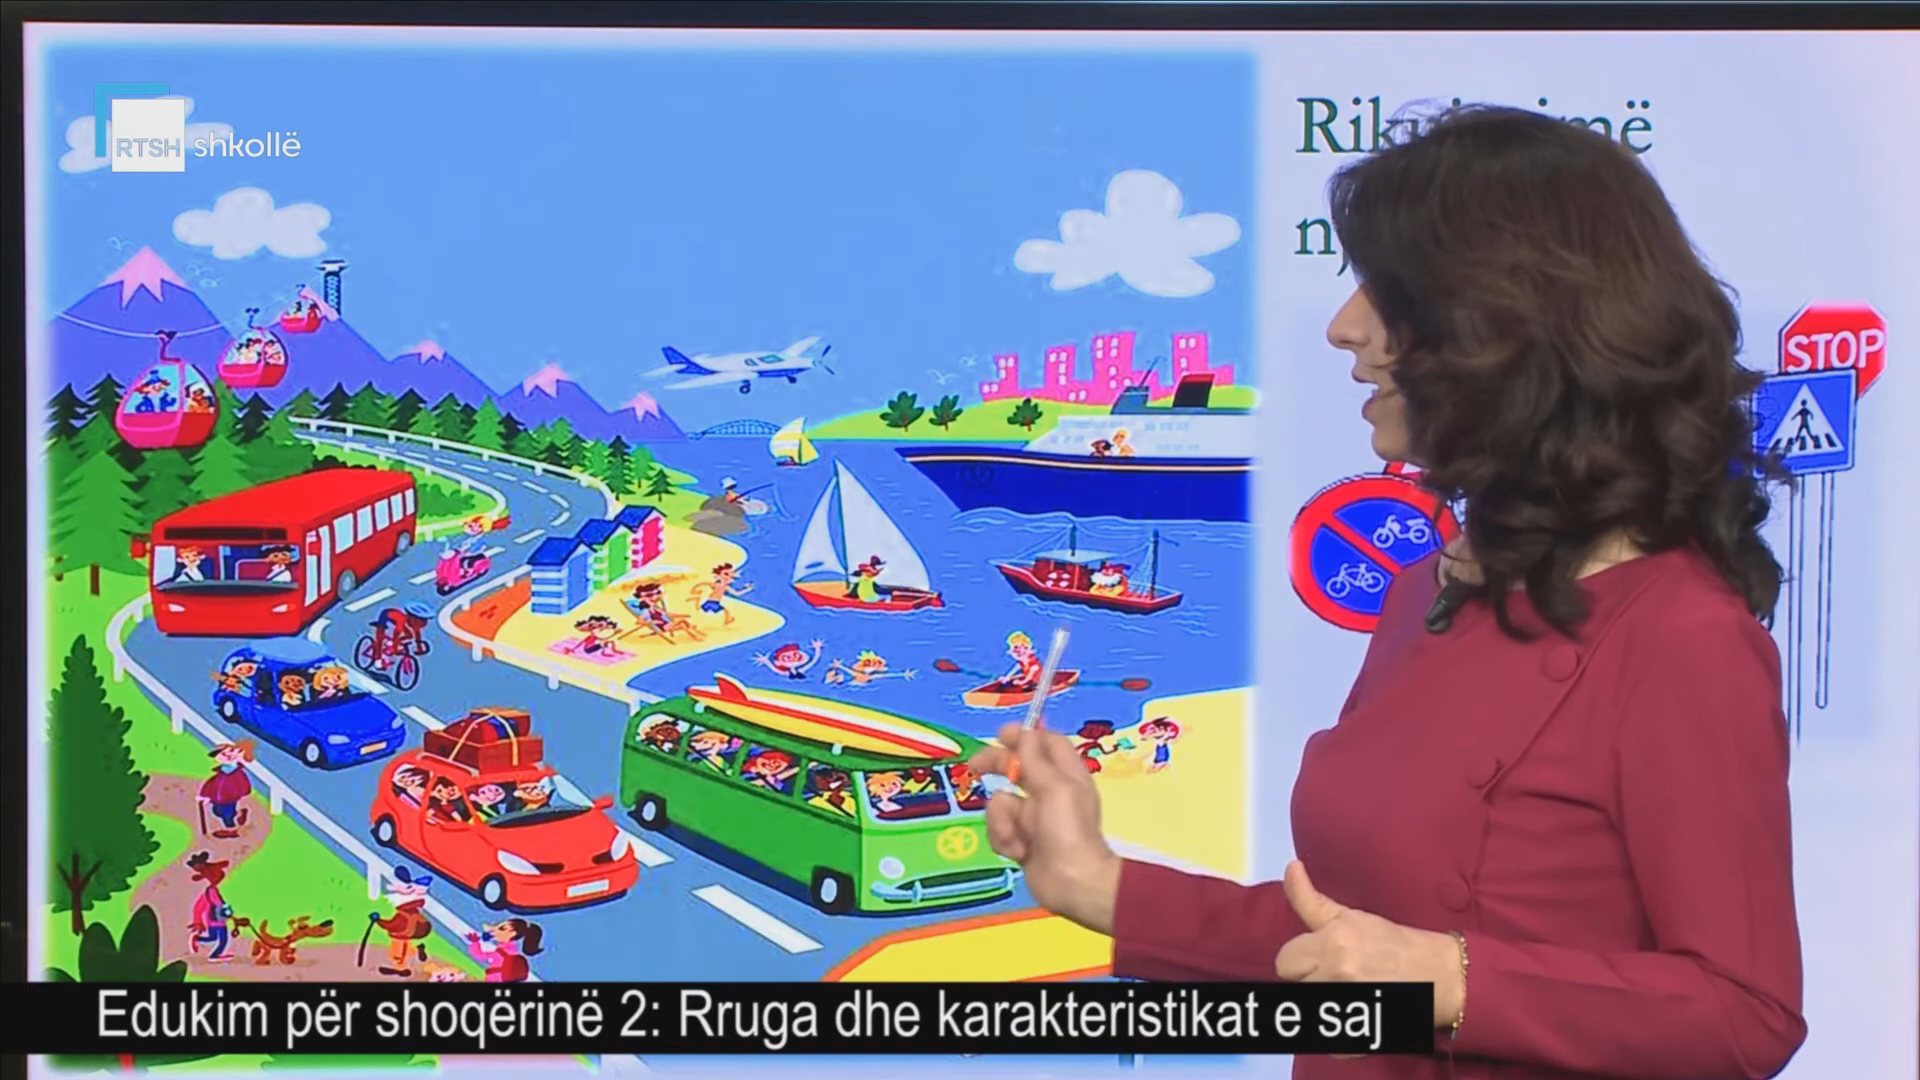 RTSH shkollë
STOP
Edukim për shoqërinë 2: Rruga dhe karakteristikat e saj